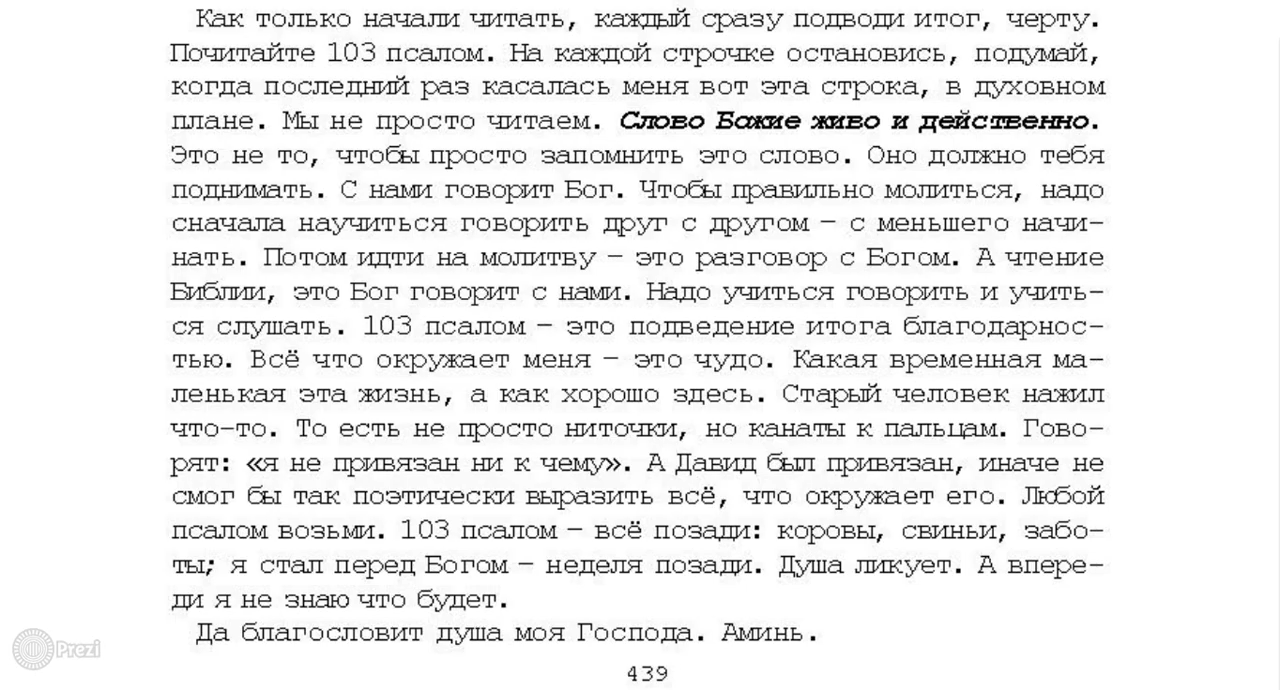 Как только начали читать, каждый сразу подводи итог, черту.
Почитайте 103 псалом. На каждой строчке остановись, подумай,
когда последний раз касалась меня вот эта строка, в духовном
плане. Мы не просто читаем. Слово Божие живо и действенно.
Это не то, чтобы просто запомнить это слово. Оно должно тебя
поднимать. С нами говорит Бог. Чтобы правильно молиться, надо
сначала научиться говорить друг с другом – с меньшего начи-
нать. Потом идти на молитву – это разговор с Богом. А чтение
Библии, это Бог говорит с нами. Надо учиться говорить и учить-
ся слушать. 103 псалом – это подведение итога благодарнос-
тью. Всё что окружает меня – это чудо. Какая временная ма-
ленькая эта жизнь, а как хорошо здесь. Старый человек нажил
что-то. То есть не просто ниточки, но канаты к пальцам. Гово-
рят: «я не привязан ни к чему». А Давид был привязан, иначе не
смог бы так поэтически выразить всё, что окружает его. Любой
псалом возьми. 103 псалом – всё позади: коровы, свиньи, забо-
ты; я стал перед Богом – неделя позади. Душа ликует. А впере-
ди я не знаю что будет.
Да благословит душа моя Господа. Аминь.
439
Prezi